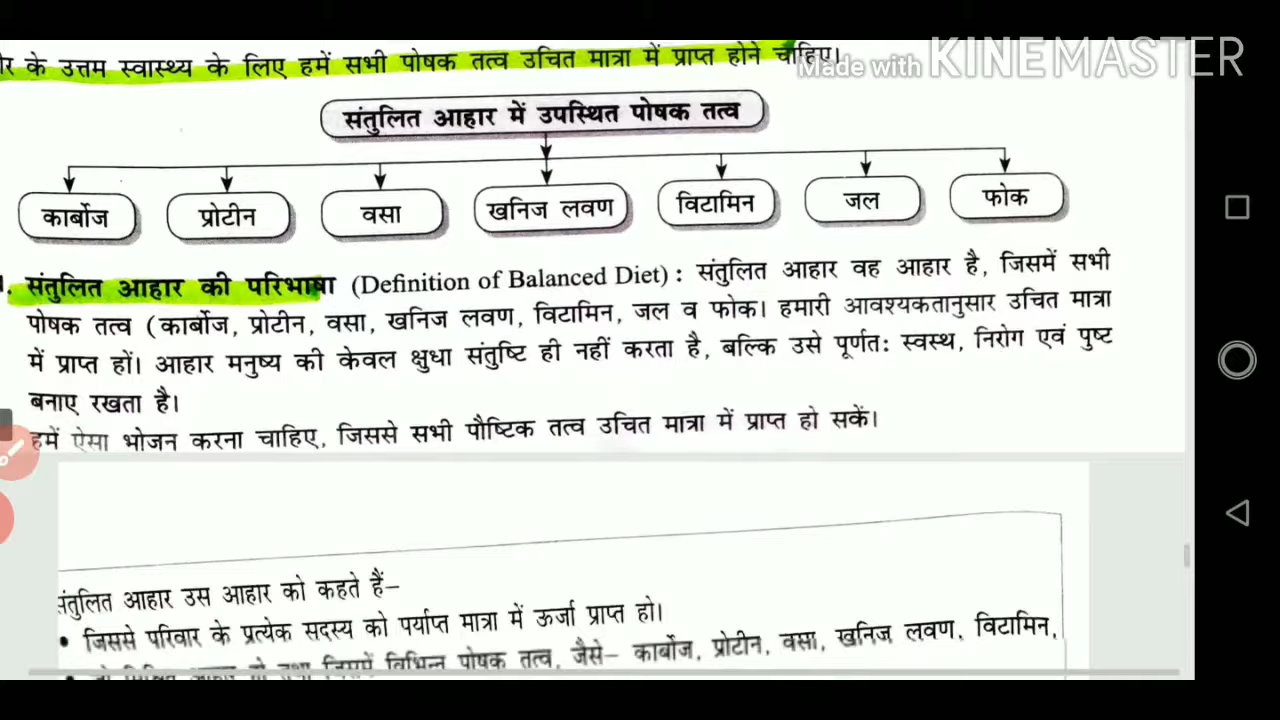 के उत्तम स्वास्थ्य के लिए हमें सभी पोषक तत्व उचित मात्रा में प्राप्त होने चाहिए।
Made with KINEMASTER
संतुलित आहार में उपस्थित पोषक तत्व
कार्बोज प्रोटीन वसा खनिज लवण विटामिन जल फोक
संतुलित आहार की परिभाषा (Definition of Balanced Diet) : संतुलित आहार वह आहार है, जिसमें सभी
पोषक तत्व (कार्बोज, प्रोटीन, वसा, खनिज लवण, विटामिन, जल व फोक। हमारी आवश्यकतानुसार उचित मात्रा
में प्राप्त हों। आहार मनुष्य की केवल क्षुधा संतुष्टि ही नहीं करता है, बल्कि उसे पूर्णत: स्वस्थ, निरोग एवं पुष्ट
बनाए रखता है।
हमें ऐसा भोजन करना चाहिए, जिससे सभी पौष्टिक तत्व उचित मात्रा में प्राप्त हो सकें।
संतुलित आहार उस आहार को कहते हैं–
• जिससे परिवार के प्रत्येक सदस्य को पर्याप्त मात्रा में ऊर्जा प्राप्त हो।
विभिन्न पोषक तत्व, जैसे– कार्बोज, प्रोटीन, वसा, खनिज लवण, विटामिन,